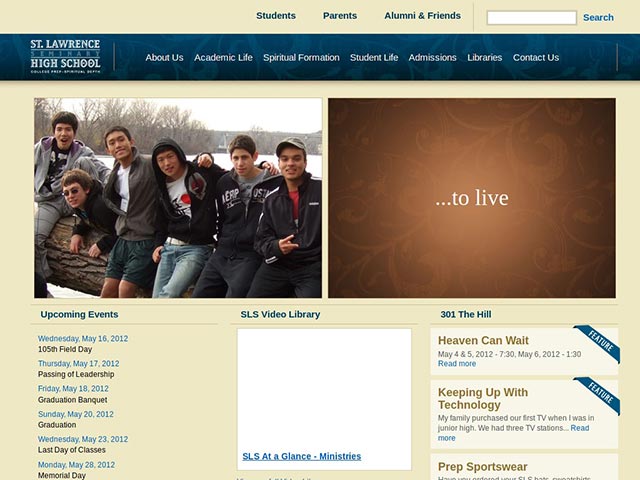 Students Parents Alumni & Friends Search
ST. LAWRENCE
SEMINARY
HIGH SCHOOL
COLLEGE PREP · SPIRITUAL DEPTH
About Us Academic Life Spiritual Formation Student Life Admissions Libraries Contact Us
...to live
Upcoming Events
Wednesday, May 16, 2012
105th Field Day
Thursday, May 17, 2012
Passing of Leadership
Friday, May 18, 2012
Graduation Banquet
Sunday, May 20, 2012
Graduation
Wednesday, May 23, 2012
Last Day of Classes
Monday, May 28, 2012
Memorial Day
SLS Video Library
SLS At a Glance - Ministries
301 The Hill
FEATURE
Heaven Can Wait
May 4 & 5, 2012 - 7:30, May 6, 2012 - 1:30
Read more
FEATURE
Keeping Up With
Technology
My family purchased our first TV when I was in
junior high. We had three TV stations... Read
more
Prep Sportswear